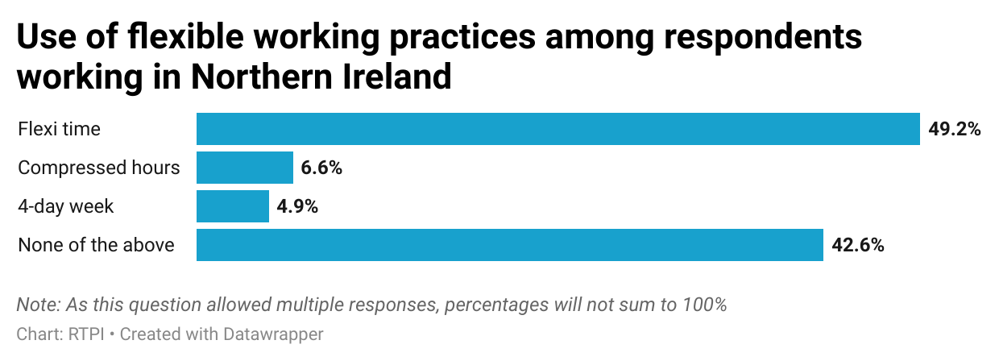 Use of flexible working practices among respondents
working in Northern Ireland
Flexi time 49.2%
Compressed hours 6.6%
4-day week 4.9%
None of the above 42.6%
Note: As this question allowed multiple responses, percentages will not sum to 100%
Chart: RTPI • Created with Datawrapper